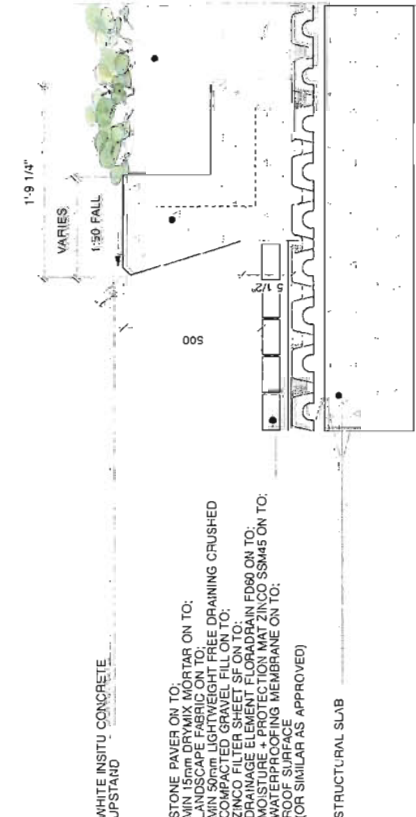 1'-9 1/4"
VARIES
1:50 FALL
500
5 1/2"
WHITE INSITU CONCRETE
UPSTAND
STONE PAVER ON TO;
MIN 15mm DRYMIX MORTAR ON TO;
LANDSCAPE FABRIC ON TO;
MIN 50mm LIGHTWEIGHT FREE DRAINING CRUSHED
COMPACTED GRAVEL FILL ON TO;
ZINCO FILTER SHEET SF ON TO;
DRAINAGE ELEMENT FLORADRAIN FD60 ON TO;
MOISTURE + PROTECTION MAT ZINCO SSM45 ON TO;
WATERPROOFING MEMBRANE ON TO;
ROOF SURFACE
(OR SIMILAR AS APPROVED)
STRUCTURAL SLAB